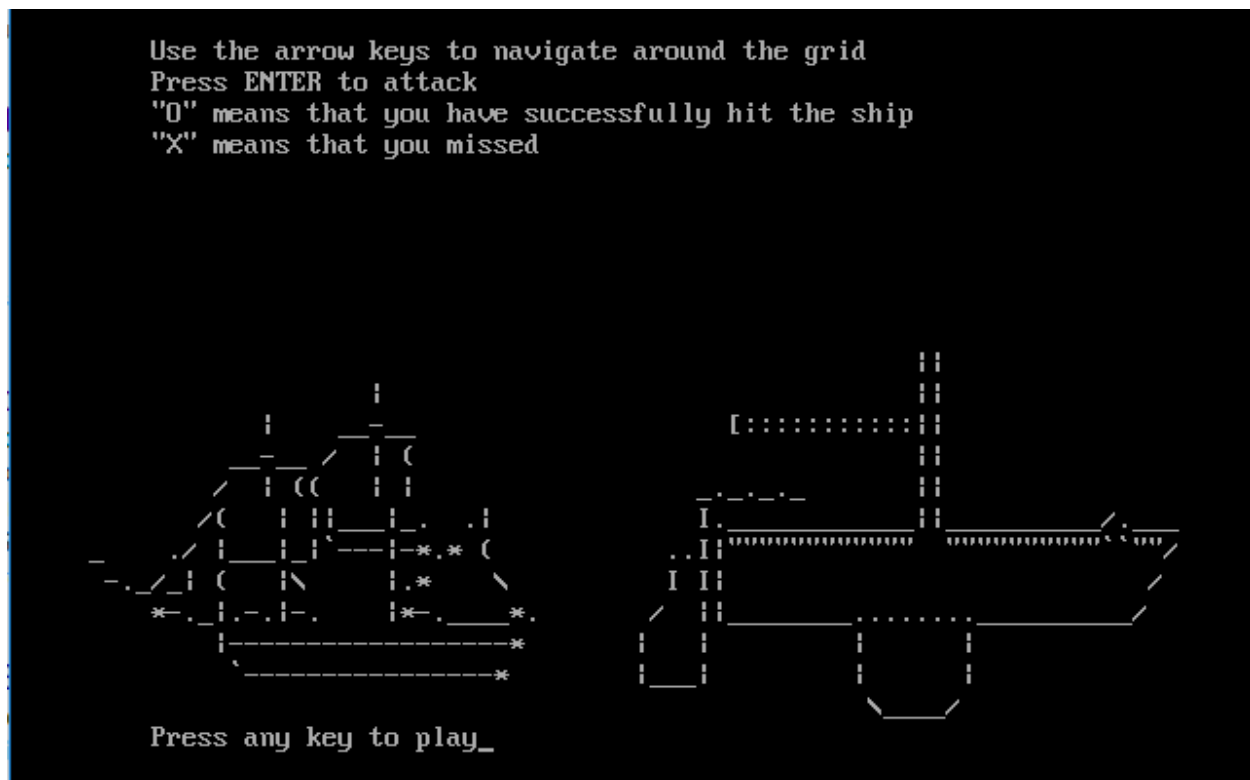 Use the arrow keys to navigate around the grid
Press ENTER to attack
"O" means that you have successfully hit the ship
"X" means that you missed
Press any key to play_